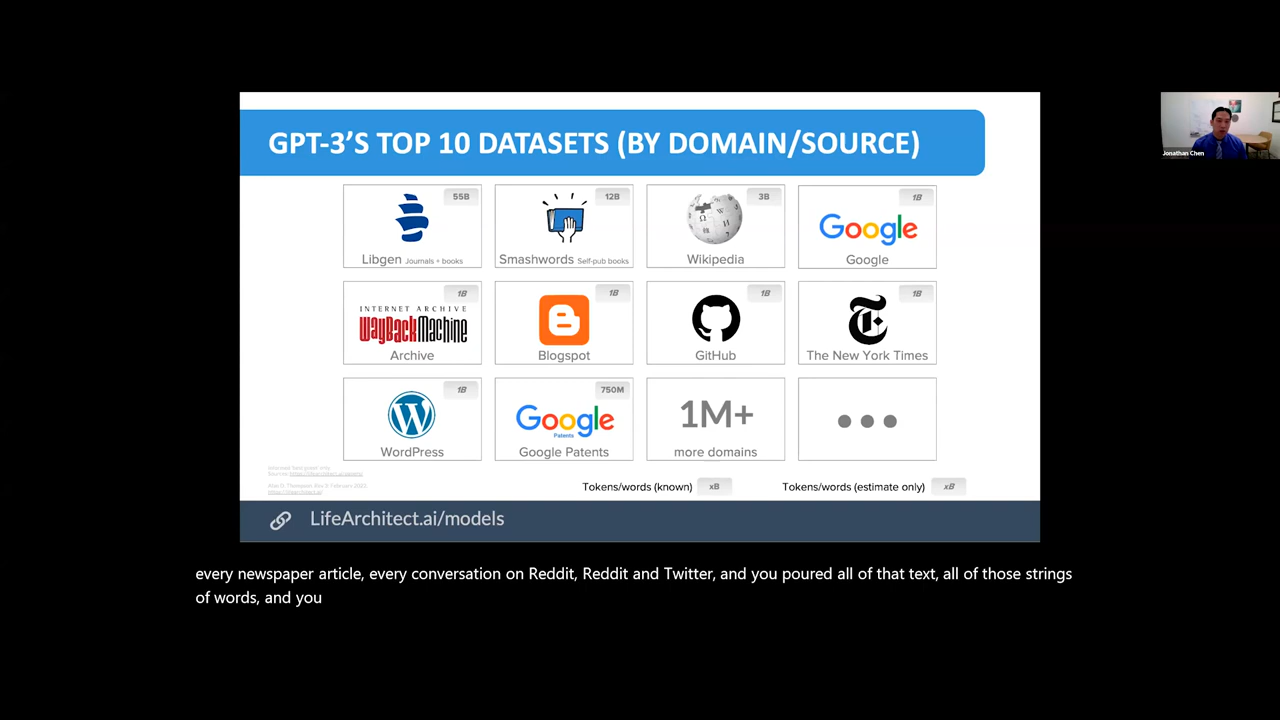 GPT-3'S TOP 10 DATASETS (BY DOMAIN/SOURCE)
55B
Libgen Journals + books
12B
Smashwords Self-pub books
3B
Wikipedia
1B
Google
Google
1B
INTERNET ARCHIVE
WayBackMachine
Archive
1B
Blogspot
1B
GitHub
1B
The New York Times
1B
WordPress
750M
Google
Patents
Google Patents
1M+
more domains
Tokens/words (known) xB
Tokens/words (estimate only) xB
LifeArchitect.ai/models
Jonathan Chen
every newspaper article, every conversation on Reddit, Reddit and Twitter, and you poured all of that text, all of those strings
of words, and you